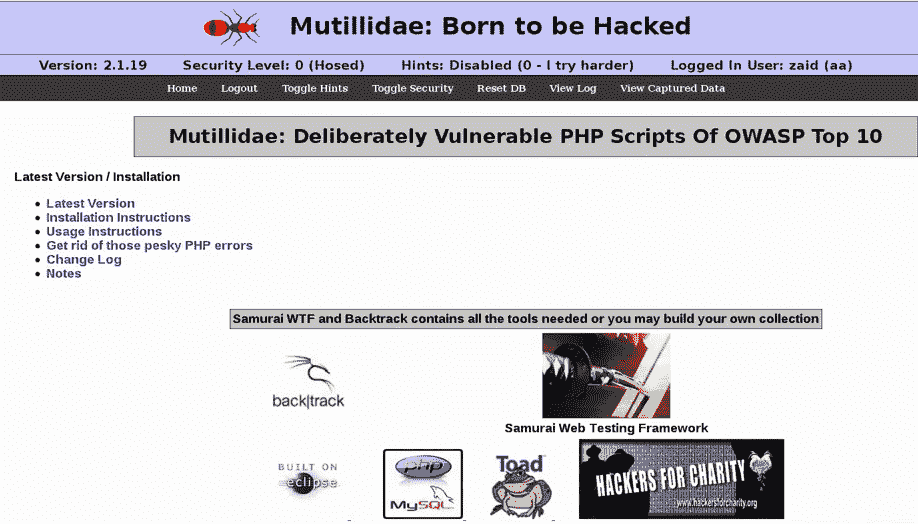 Mutillidae: Born to be Hacked
Version: 2.1.19 Security Level: 0 (Hosed) Hints: Disabled (0 - I try harder) Logged In User: zaid (aa)
Home Logout Toggle Hints Toggle Security Reset DB View Log View Captured Data
Mutillidae: Deliberately Vulnerable PHP Scripts Of OWASP Top 10
Latest Version / Installation
Latest Version
Installation Instructions
Usage Instructions
Get rid of those pesky PHP errors
Change Log
Notes
Samurai WTF and Backtrack contains all the tools needed or you may build your own collection
back|track
Samurai Web Testing Framework
BUILT ON
eclipse
php
MySQL
Toad
HACKERS FOR CHARITY
www.hackersforcharity.org